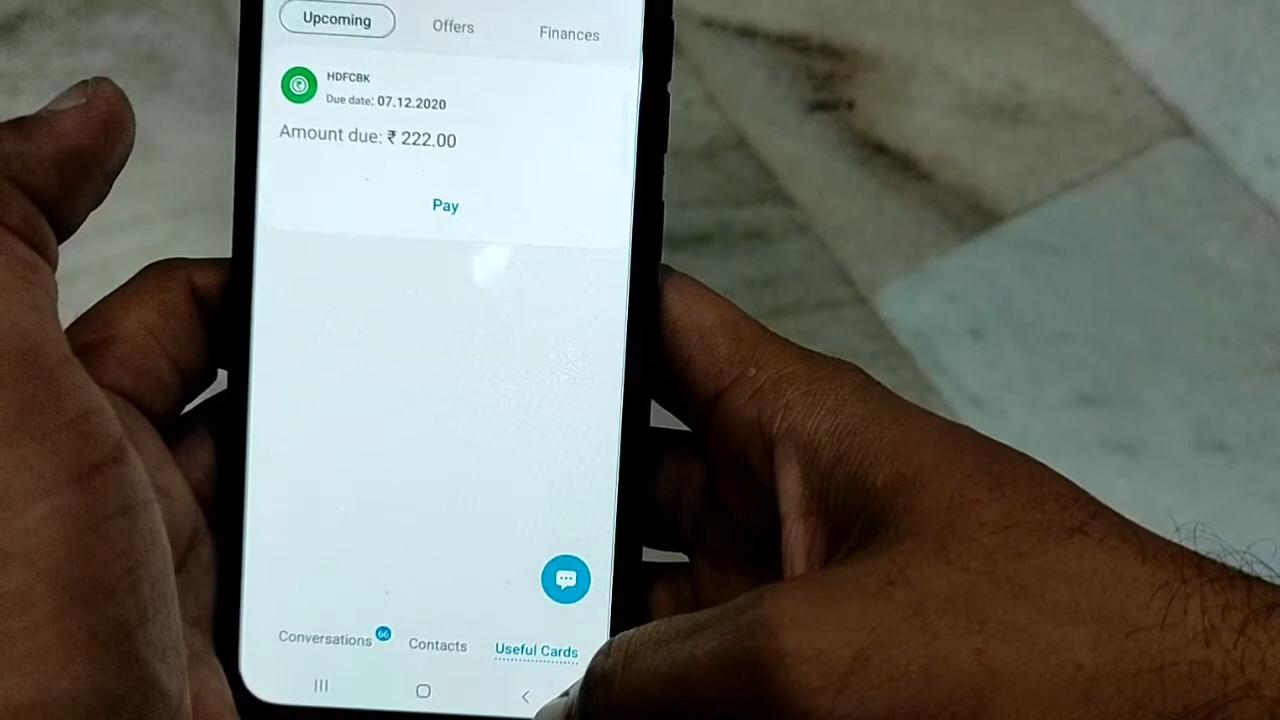 Upcoming Offers Finances
HDFCBK
Due date: 07.12.2020
Amount due: ₹ 222.00
Pay
Conversations 66 Contacts Useful Cards